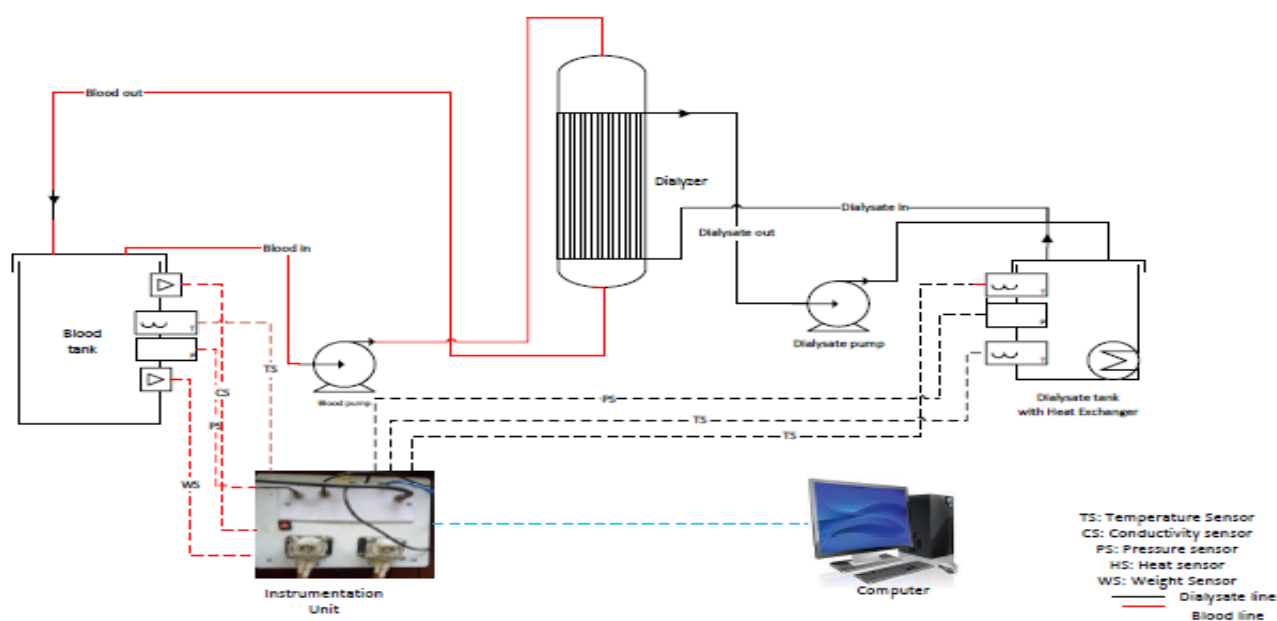 Blood out
Dialyzer
Dialysate in
Dialysate out
Blood in
Blood
tank
T
P
TS
CS
PS
WS
Blood pump
Dialysate pump
T
P
T
Dialysate tank
with Heat Exchanger
PS
TS
TS
Instrumentation
Unit
Computer
TS: Temperature Sensor
CS: Conductivity sensor
PS: Pressure sensor
HS: Heat sensor
WS: Weight Sensor
Dialysate line
Blood line